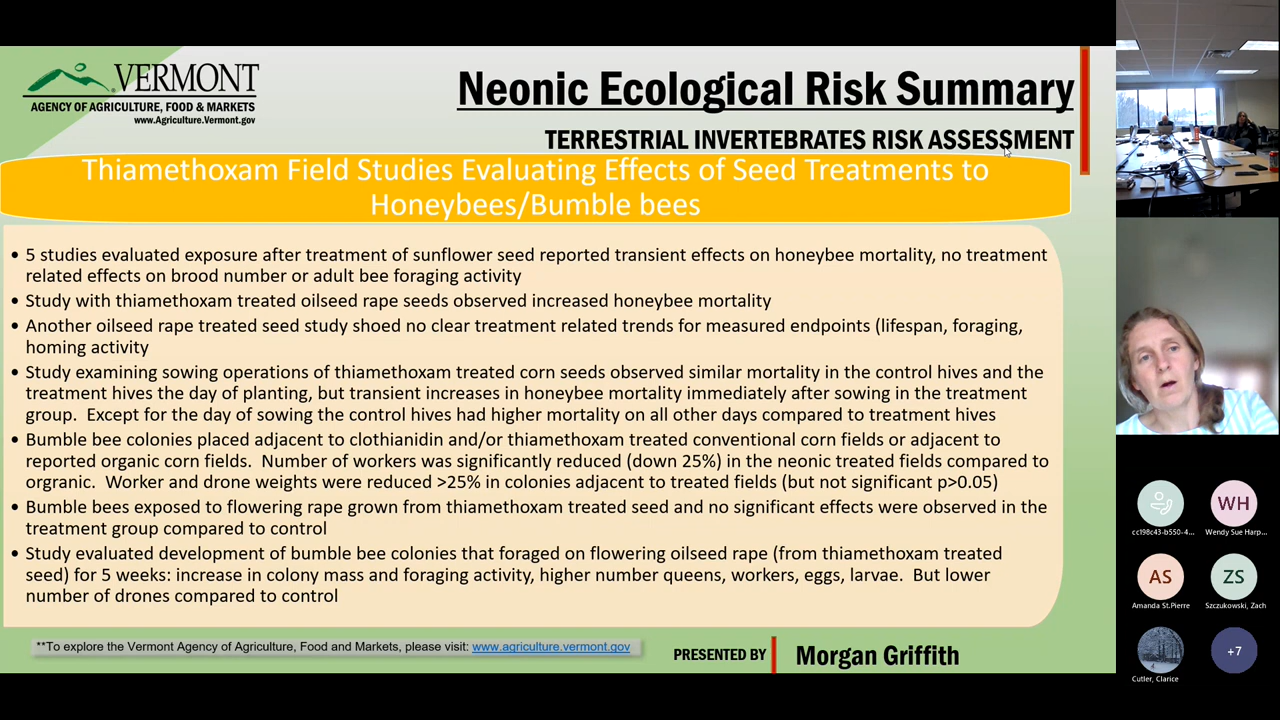 VERMONT
AGENCY OF AGRICULTURE, FOOD & MARKETS
www.Agriculture.Vermont.gov
Neonic Ecological Risk Summary
TERRESTRIAL INVERTEBRATES RISK ASSESSMENT
Thiamethoxam Field Studies Evaluating Effects of Seed Treatments to
Honeybees/Bumble bees
• 5 studies evaluated exposure after treatment of sunflower seed reported transient effects on honeybee mortality, no treatment
related effects on brood number or adult bee foraging activity
• Study with thiamethoxam treated oilseed rape seeds observed increased honeybee mortality
• Another oilseed rape treated seed study shoed no clear treatment related trends for measured endpoints (lifespan, foraging,
homing activity
• Study examining sowing operations of thiamethoxam treated corn seeds observed similar mortality in the control hives and the
treatment hives the day of planting, but transient increases in honeybee mortality immediately after sowing in the treatment
group. Except for the day of sowing the control hives had higher mortality on all other days compared to treatment hives
• Bumble bee colonies placed adjacent to clothianidin and/or thiamethoxam treated conventional corn fields or adjacent to
reported organic corn fields. Number of workers was significantly reduced (down 25%) in the neonic treated fields compared to
orgranic. Worker and drone weights were reduced >25% in colonies adjacent to treated fields (but not significant p>0.05)
• Bumble bees exposed to flowering rape grown from thiamethoxam treated seed and no significant effects were observed in the
treatment group compared to control
• Study evaluated development of bumble bee colonies that foraged on flowering oilseed rape (from thiamethoxam treated
seed) for 5 weeks: increase in colony mass and foraging activity, higher number queens, workers, eggs, larvae. But lower
number of drones compared to control
**To explore the Vermont Agency of Agriculture, Food and Markets, please visit: www.agriculture.vermont.gov
PRESENTED BY
Morgan Griffith
WH
cc198c43-b550-4...
Wendy Sue Harp...
AS
ZS
Amanda St.Pierre
Szczukowski, Zach
+7
Cutler, Clarice